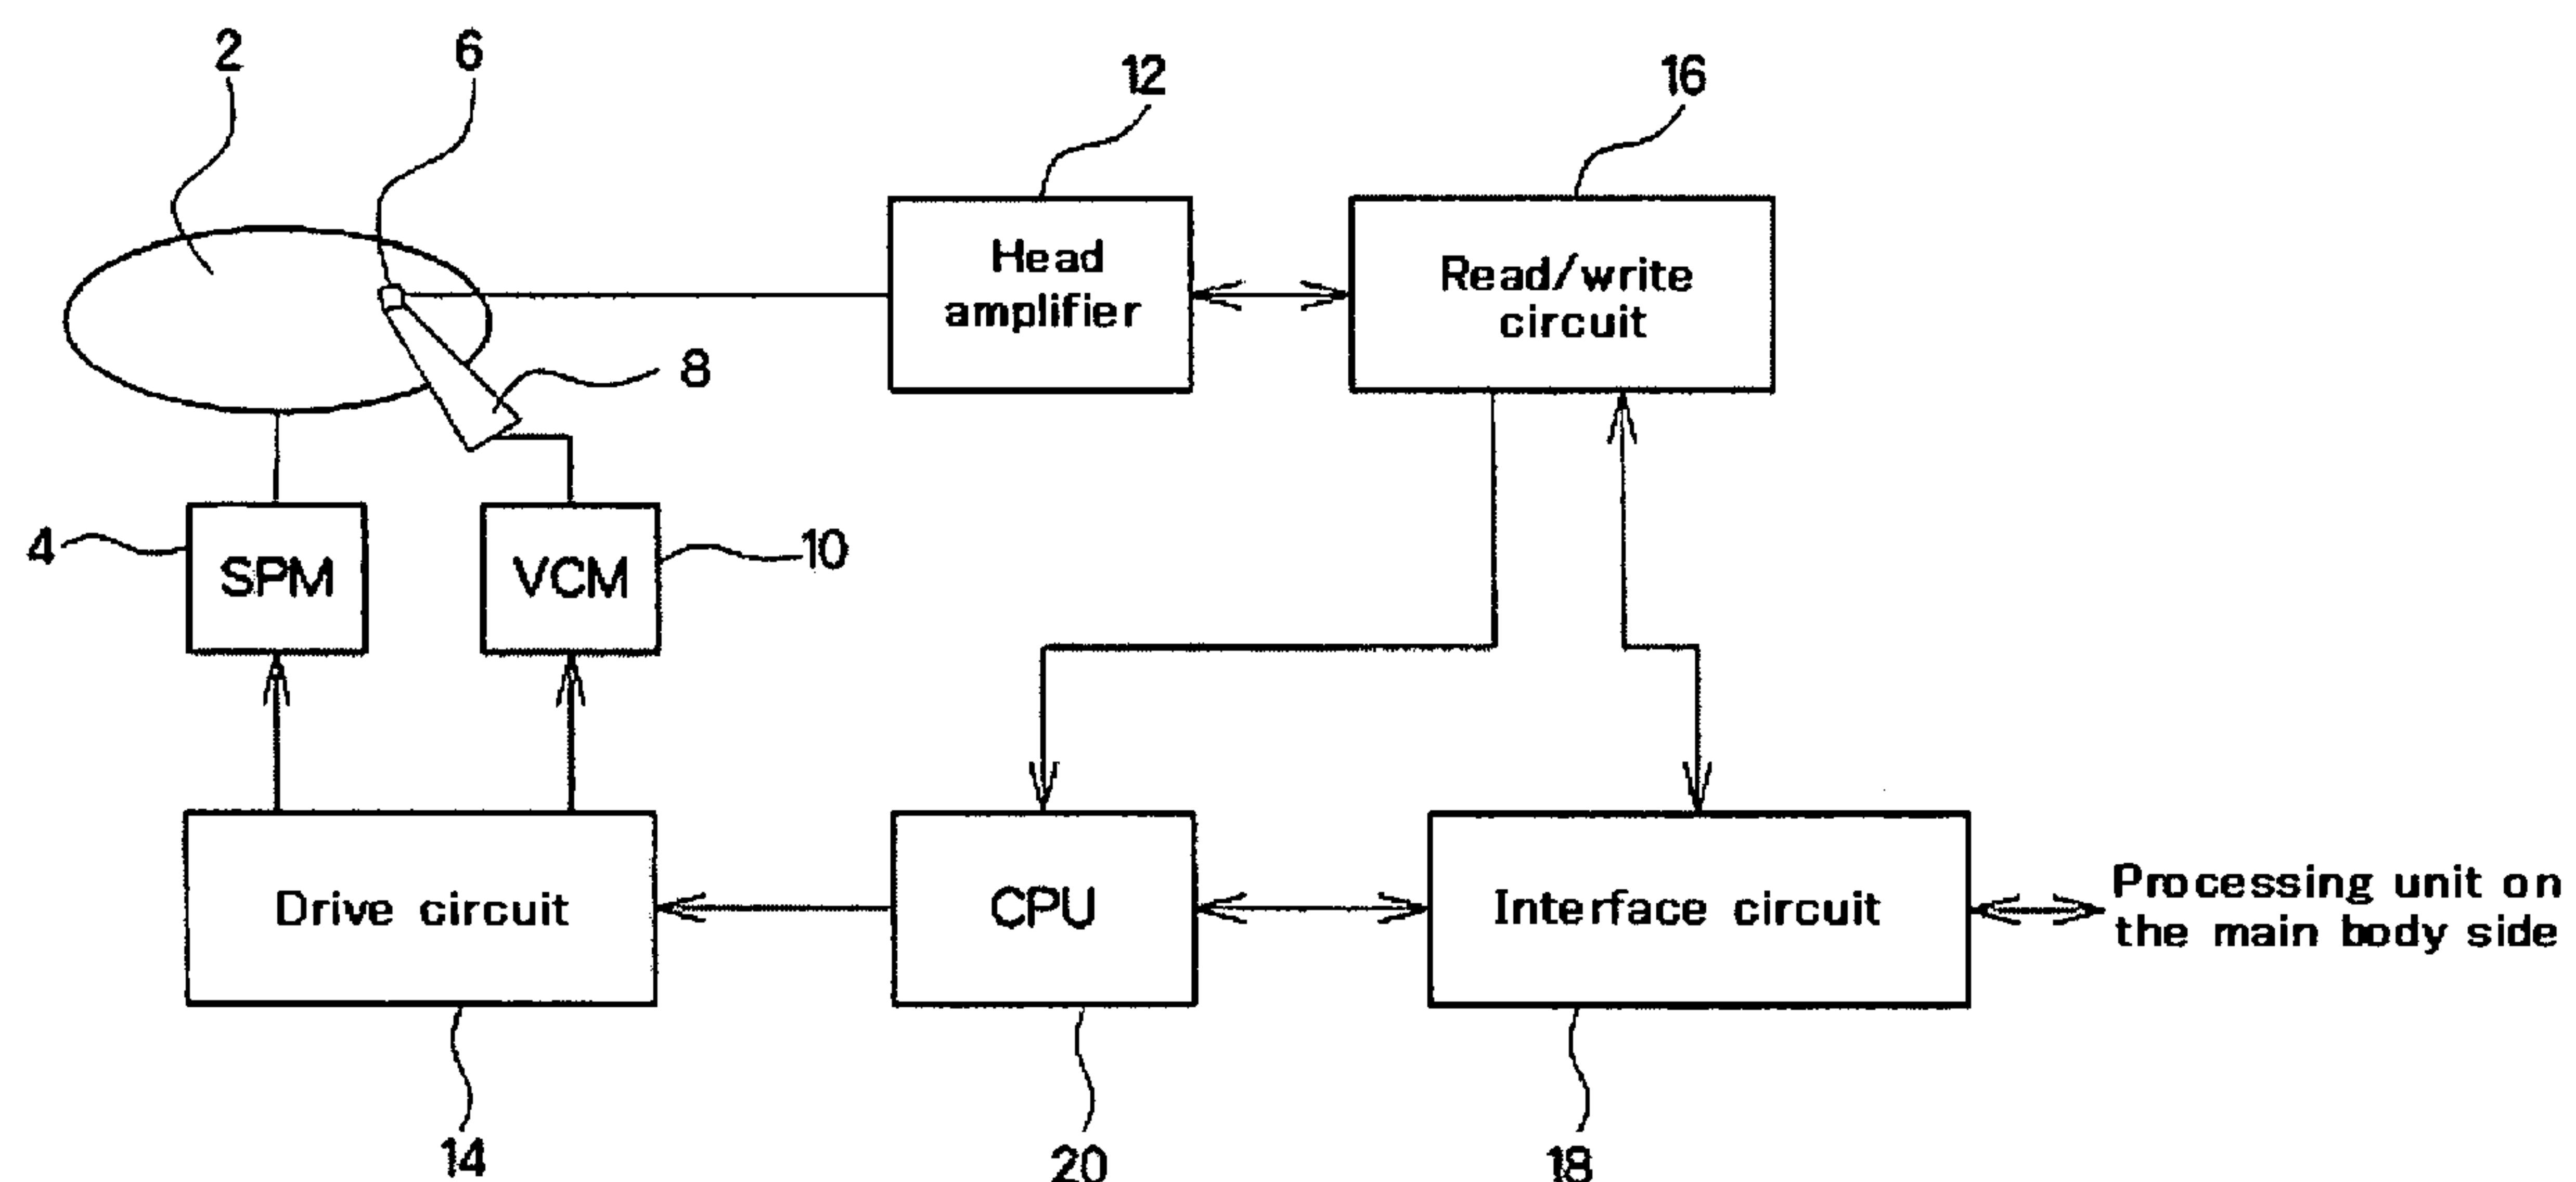 2
6
12
16
Head
amplifier
Read/write
circuit
8
4
SPM
VCM
10
Drive circuit
CPU
Interface circuit
Processing unit on
the main body side
14
20
18